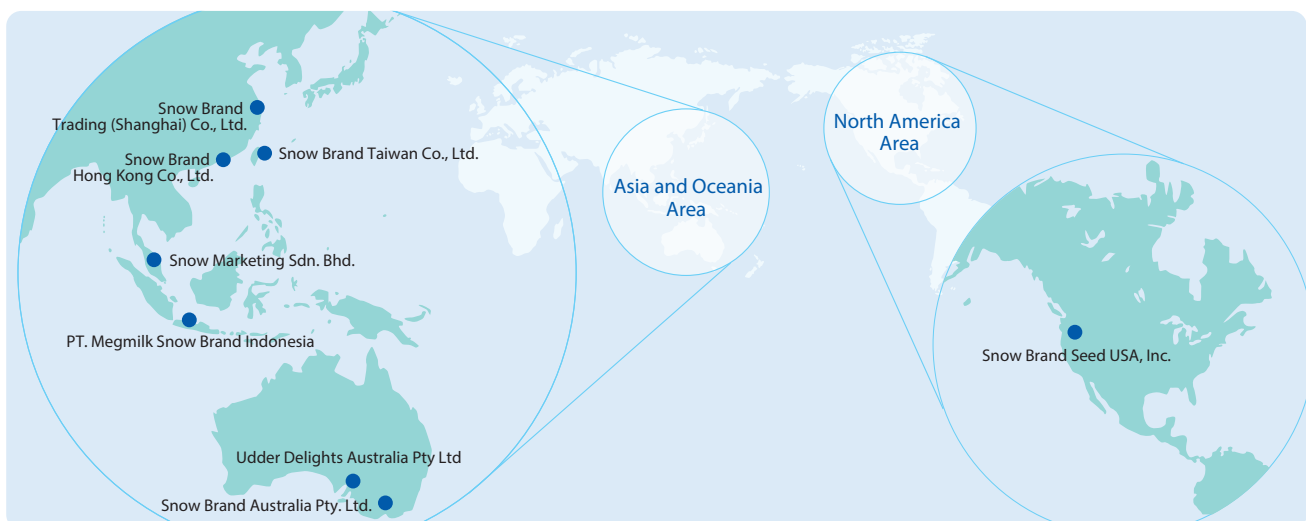 Snow Brand
Trading (Shanghai) Co., Ltd.
Snow Brand
Hong Kong Co., Ltd.
Snow Brand Taiwan Co., Ltd.
Snow Marketing Sdn. Bhd.
PT. Megmilk Snow Brand Indonesia
Udder Delights Australia Pty Ltd
Snow Brand Australia Pty. Ltd.
Asia and Oceania
Area
North America
Area
Snow Brand Seed USA, Inc.